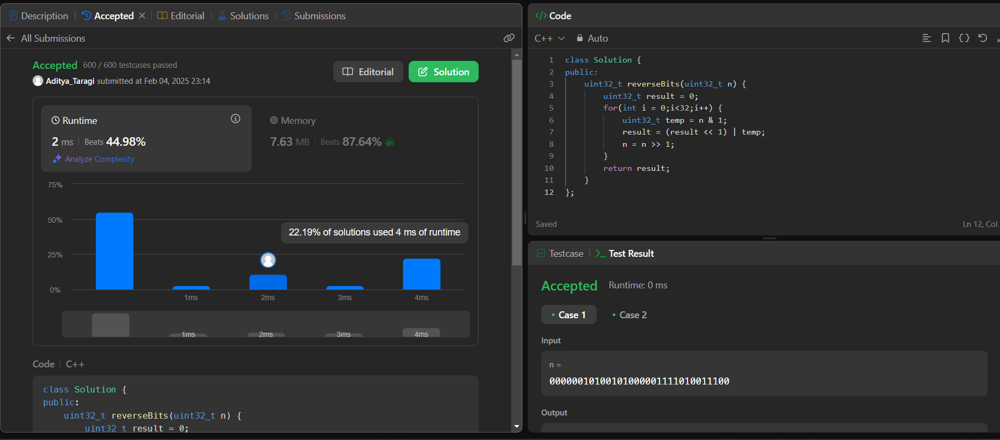 Description
Accepted
Editorial
Solutions
Submissions
All Submissions
Accepted 600 / 600 testcases passed
Aditya_Taragi submitted at Feb 04, 2025 23:14
Editorial
Solution
Runtime
2 ms Beats 44.98%
Analyze Complexity
Memory
7.63 MB Beats 87.64%
75%
50%
25%
0%
22.19% of solutions used 4 ms of runtime
1ms 2ms 3ms 4ms
1ms 2ms 3ms 4ms
Code C++
class Solution {
public:
uint32_t reverseBits(uint32_t n) {
uint32_t result = 0;
</> Code
C++ Auto
1 class Solution {
2 public:
3 uint32_t reverseBits(uint32_t n) {
4 uint32_t result = 0;
5 for(int i = 0;i<32;i++) {
6 uint32_t temp = n & 1;
7 result = (result << 1) | temp;
8 n = n >> 1;
9 }
10 return result;
11 }
12 };
Saved
Ln 12, Col
Testcase
Test Result
Accepted Runtime: 0 ms
Case 1
Case 2
Input
n =
00000010100101000001111010011100
Output